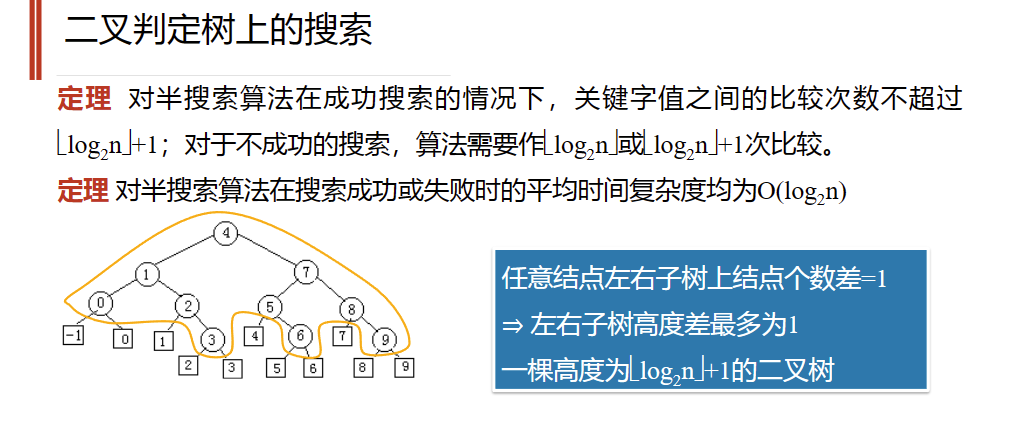 二叉判定树上的搜索
定理 对半搜索算法在成功搜索的情况下，关键字值之间的比较次数不超过
⌊log₂n⌋+1；对于不成功的搜索，算法需要作⌊log₂n⌋或⌊log₂n⌋+1次比较。
定理 对半搜索算法在搜索成功或失败时的平均时间复杂度均为O(log₂n)
4
1 7
0 2 5 8
-1 0 1 3 4 6 7 9
2 3 5 6 8 9
任意结点左右子树上结点个数差=1
⇒ 左右子树高度差最多为1
一棵高度为⌊log₂n⌋+1的二叉树